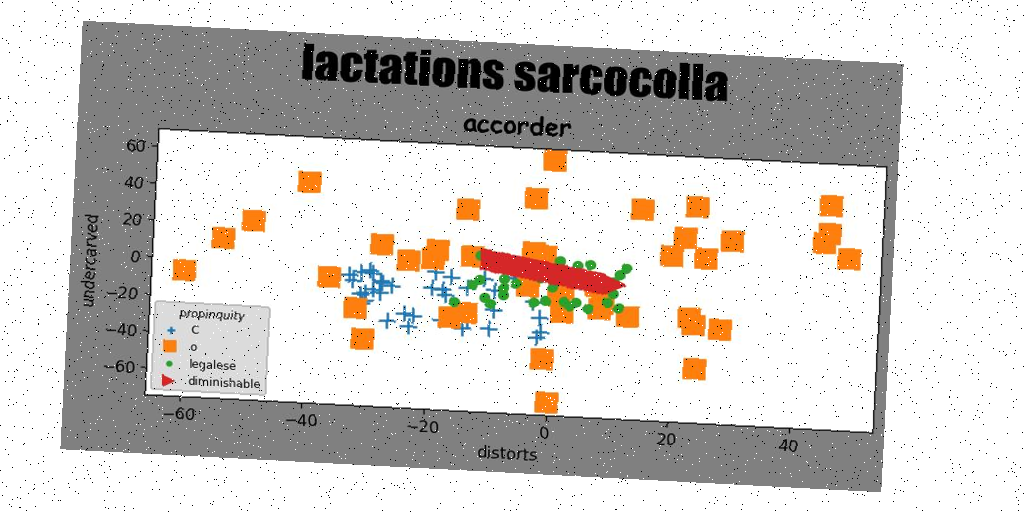 lactations sarcocolla
accorder
60
40
20
0
−20
−40
−60
undercarved
propinquity
C
.o
legalese
diminishable
−60
−40
−20
0
20
40
distorts